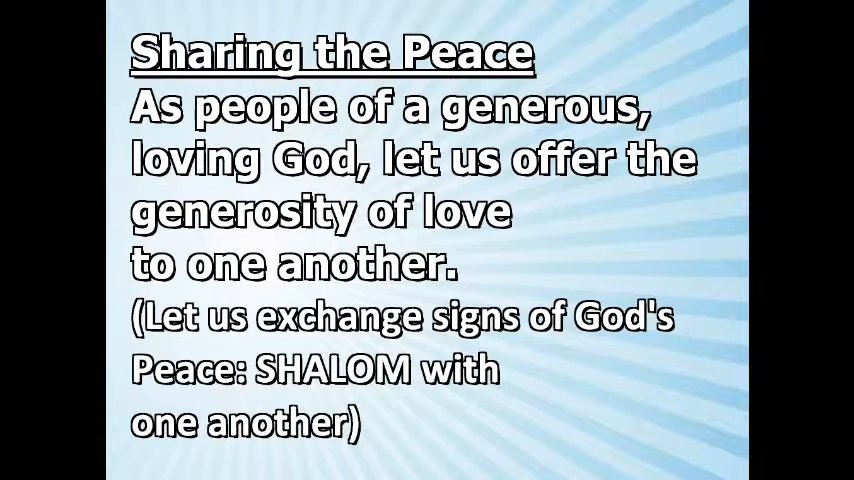 Sharing the Peace
As people of a generous,
loving God, let us offer the
generosity of love
to one another.
(Let us exchange signs of God's
Peace: SHALOM with
one another)